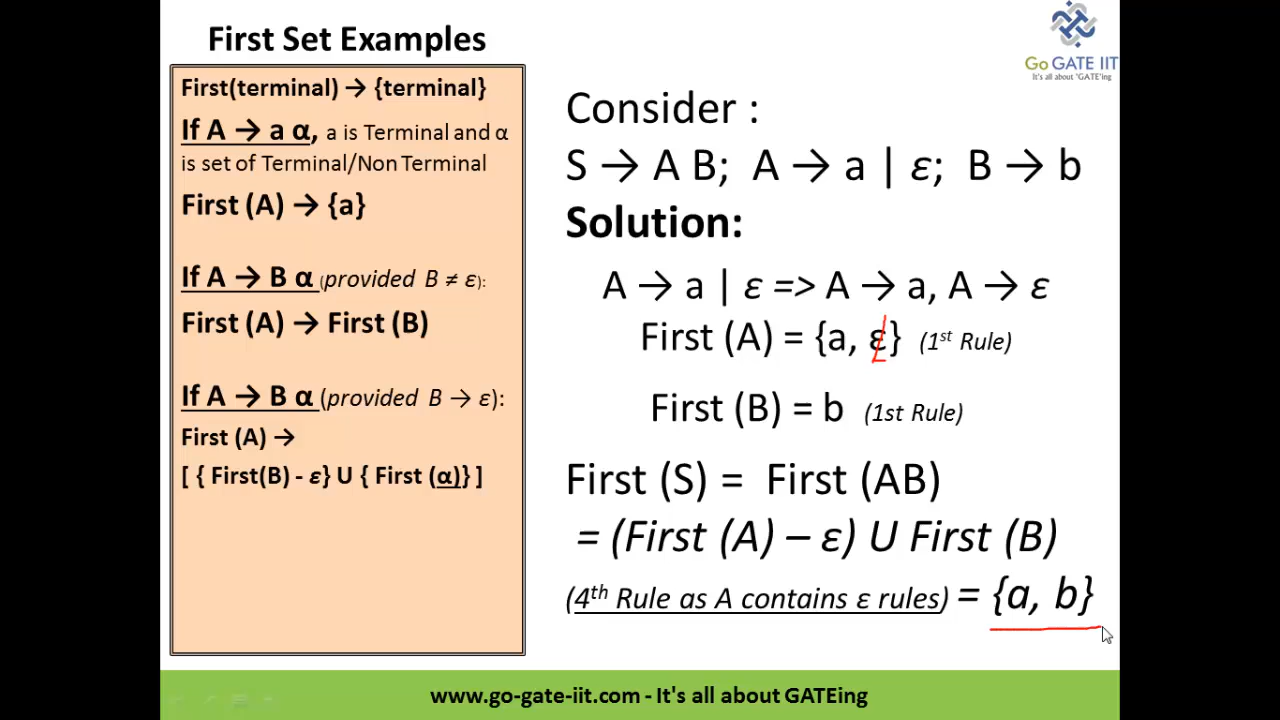 First Set Examples
First(terminal) → {terminal}
If A → a α, a is Terminal and α
is set of Terminal/Non Terminal
First (A) → {a}
If A → B α (provided B ≠ ε):
First (A) → First (B)
If A → B α (provided B → ε):
First (A) →
[ { First(B) - ε} U { First (α)} ]
Go GATE IIT
It's all about 'GATE'ing
Consider :
S → A B; A → a | ε; B → b
Solution:
A → a | ε => A → a, A → ε
First (A) = {a, ε} (1st Rule)
First (B) = b (1st Rule)
First (S) = First (AB)
= (First (A) – ε) U First (B)
(4th Rule as A contains ε rules) = {a, b}
www.go-gate-iit.com - It's all about GATEing